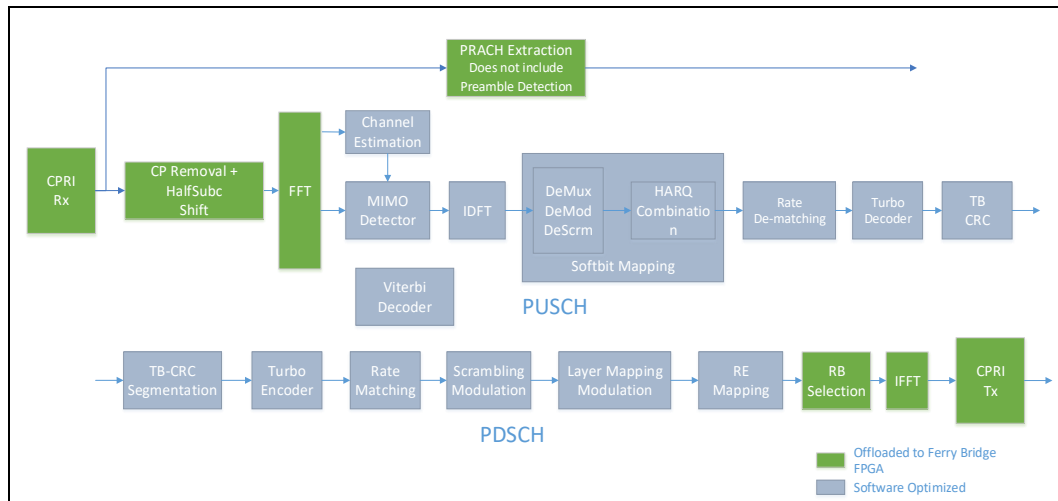 PRACH Extraction
Does not include
Preamble Detection
CPRI
Rx
CP Removal +
HalfSubc
Shift
FFT
Channel
Estimation
MIMO
Detector
IDFT
DeMux
DeMod
DeScrm
HARQ
Combinatio
n
Softbit Mapping
Rate
De-matching
Turbo
Decoder
TB
CRC
Viterbi
Decoder
PUSCH
TB-CRC
Segmentation
Turbo
Encoder
Rate
Matching
Scrambling
Modulation
Layer Mapping
Modulation
RE
Mapping
RB
Selection
IFFT
CPRI
Tx
PDSCH
Offloaded to Ferry Bridge
FPGA
Software Optimized